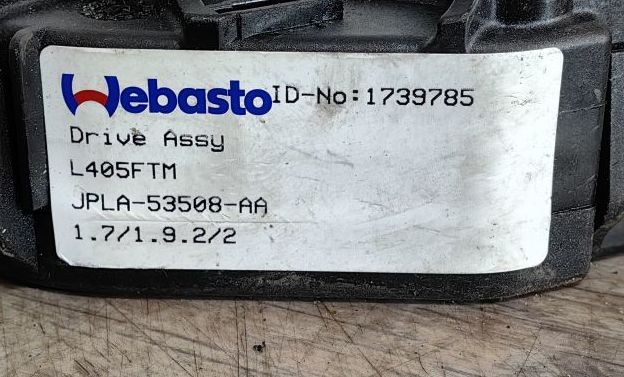 Webasto ID-No:1739785
Drive Assy
L405FTM
JPLA-53508-AA
1.7/1.9.2/2